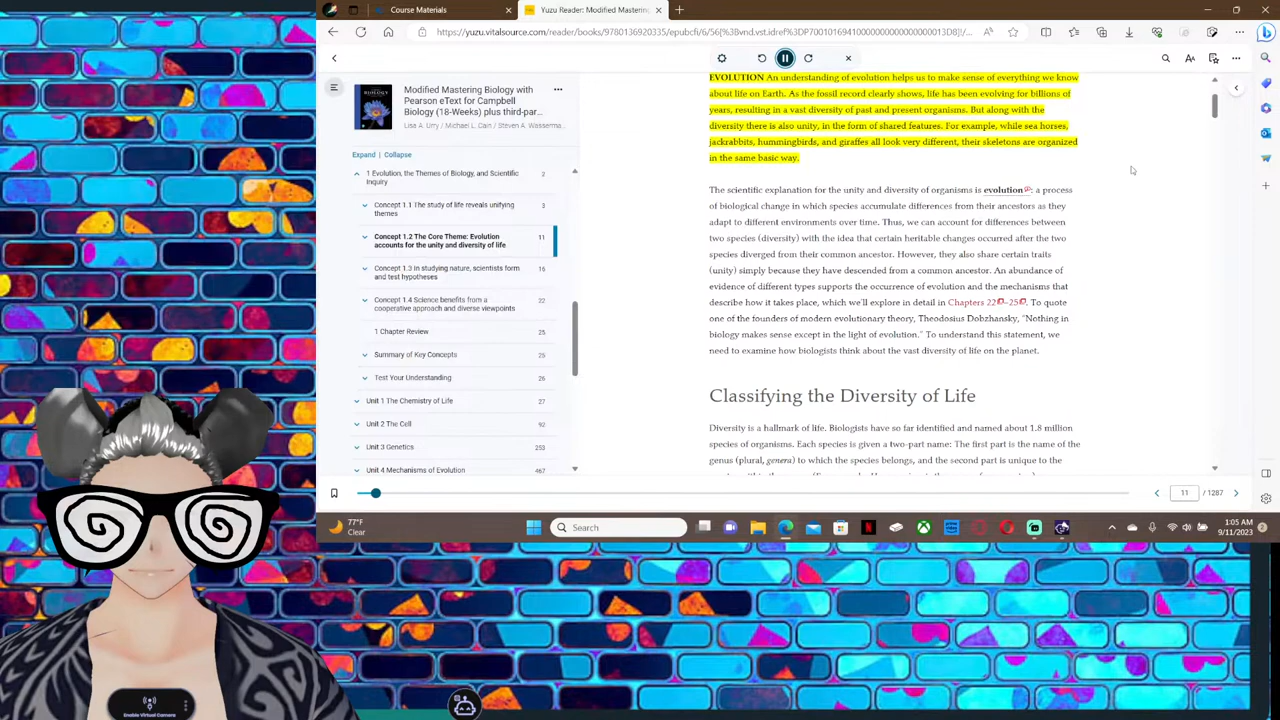 Course Materials
Yuzu Reader: Modified Mastering
https://yuzu.vitalsource.com/reader/books/9780136920335/epubcfi/6/56[%3Bvnd.vst.idref%3DP7001016941000000000000000013D8]!/...
Modified Mastering Biology with
Pearson eText for Campbell
Biology (18-Weeks) plus third-par...
Lisa A. Urry / Michael L. Cain / Steven A. Wasserma...
Expand | Collapse
1 Evolution, the Themes of Biology, and Scientific
Inquiry 2
Concept 1.1 The study of life reveals unifying
themes 3
Concept 1.2 The Core Theme: Evolution
accounts for the unity and diversity of life 11
Concept 1.3 In studying nature, scientists form
and test hypotheses 16
Concept 1.4 Science benefits from a
cooperative approach and diverse viewpoints 22
1 Chapter Review 25
Summary of Key Concepts 25
Test Your Understanding 26
Unit 1 The Chemistry of Life 27
Unit 2 The Cell 92
Unit 3 Genetics 253
Unit 4 Mechanisms of Evolution 467
EVOLUTION An understanding of evolution helps us to make sense of everything we know
about life on Earth. As the fossil record clearly shows, life has been evolving for billions of
years, resulting in a vast diversity of past and present organisms. But along with the
diversity there is also unity, in the form of shared features. For example, while sea horses,
jackrabbits, hummingbirds, and giraffes all look very different, their skeletons are organized
in the same basic way.
The scientific explanation for the unity and diversity of organisms is evolution: a process
of biological change in which species accumulate differences from their ancestors as they
adapt to different environments over time. Thus, we can account for differences between
two species (diversity) with the idea that certain heritable changes occurred after the two
species diverged from their common ancestor. However, they also share certain traits
(unity) simply because they have descended from a common ancestor. An abundance of
evidence of different types supports the occurrence of evolution and the mechanisms that
describe how it takes place, which we'll explore in detail in Chapters 22–25. To quote
one of the founders of modern evolutionary theory, Theodosius Dobzhansky, "Nothing in
biology makes sense except in the light of evolution." To understand this statement, we
need to examine how biologists think about the vast diversity of life on the planet.
Classifying the Diversity of Life
Diversity is a hallmark of life. Biologists have so far identified and named about 1.8 million
species of organisms. Each species is given a two-part name: The first part is the name of the
genus (plural, genera) to which the species belongs, and the second part is unique to the
11 / 1287
77°F
Clear
Search
1:05 AM
9/11/2023
Enable Virtual Camera